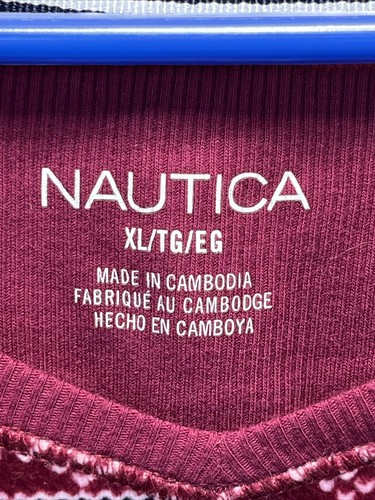 NAUTICA
XL/TG/EG
MADE IN CAMBODIA
FABRIQUÉ AU CAMBODGE
HECHO EN CAMBOYA